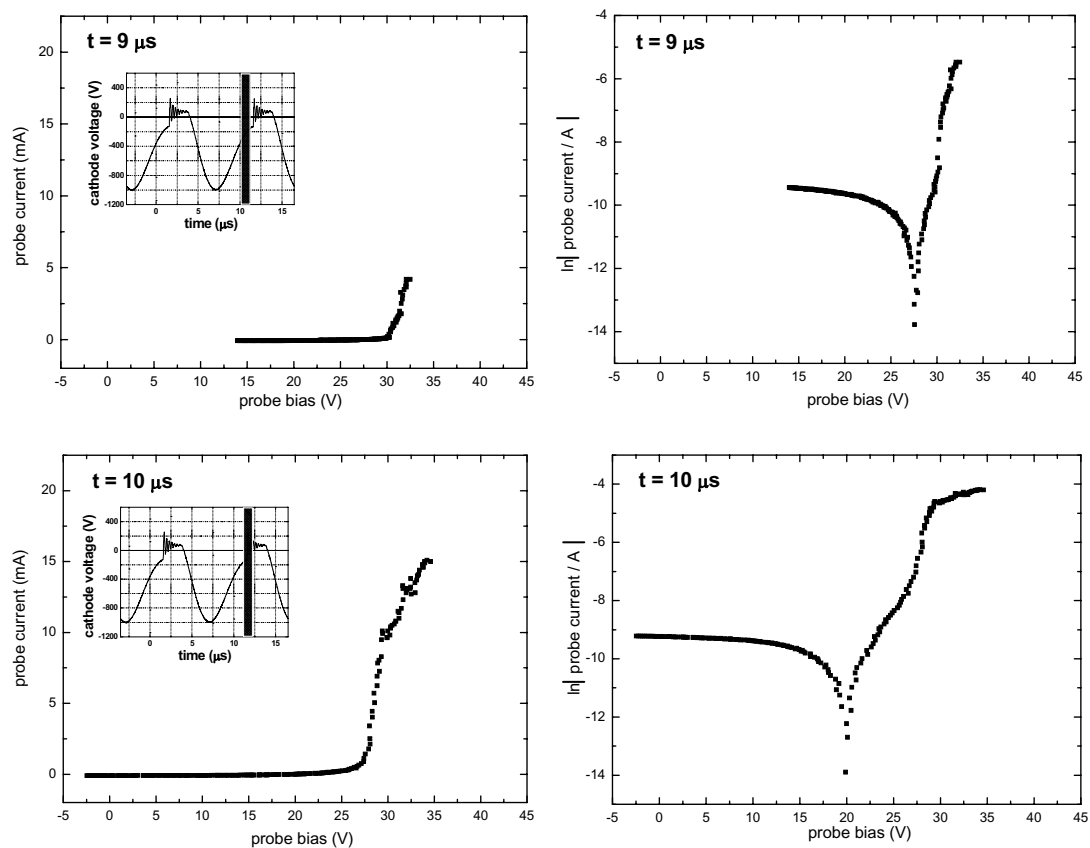 t = 9 μs
probe current (mA)
20
15
10
5
0
-5 0 5 10 15 20 25 30 35 40 45
probe bias (V)
cathode voltage (V)
400
0
-400
-800
-1200
0 5 10 15
time (μs)
t = 9 μs
ln| probe current / A |
-4
-6
-8
-10
-12
-14
-5 0 5 10 15 20 25 30 35 40 45
probe bias (V)
t = 10 μs
probe current (mA)
20
15
10
5
0
-5 0 5 10 15 20 25 30 35 40 45
probe bias (V)
cathode voltage (V)
400
0
-400
-800
-1200
0 5 10 15
time (μs)
t = 10 μs
ln| probe current / A |
-4
-6
-8
-10
-12
-14
-5 0 5 10 15 20 25 30 35 40 45
probe bias (V)